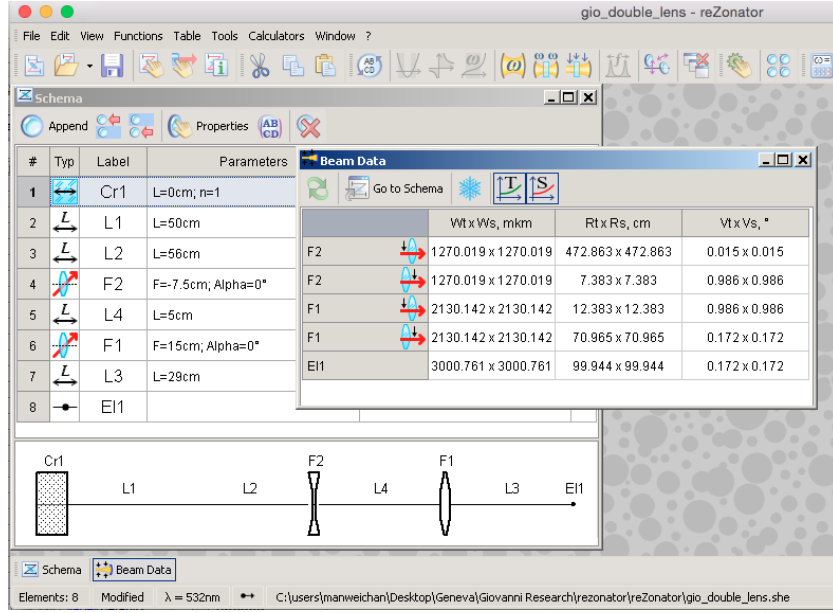 gio_double_lens - reZonator
File Edit View Functions Table Tools Calculators Window ?
Schema
Append Properties AB CD
# Typ Label Parameters
1 Cr1 L=0cm; n=1
2 L L1 L=50cm
3 L L2 L=56cm
4 F2 F=-7.5cm; Alpha=0°
5 L L4 L=5cm
6 F1 F=15cm; Alpha=0°
7 L L3 L=29cm
8 El1
Beam Data
Go to Schema T S
Wt x Ws, mkm Rt x Rs, cm Vt x Vs, °
F2 1270.019 x 1270.019 472.863 x 472.863 0.015 x 0.015
F2 1270.019 x 1270.019 7.383 x 7.383 0.986 x 0.986
F1 2130.142 x 2130.142 12.383 x 12.383 0.986 x 0.986
F1 2130.142 x 2130.142 70.965 x 70.965 0.172 x 0.172
El1 3000.761 x 3000.761 99.944 x 99.944 0.172 x 0.172
Cr1 F2 F1
L1 L2 L4 L3 El1
Schema Beam Data
Elements: 8 Modified λ = 532nm C:\users\manweichan\Desktop\Geneva\Giovanni Research\rezonator\reZonator\gio_double_lens.she